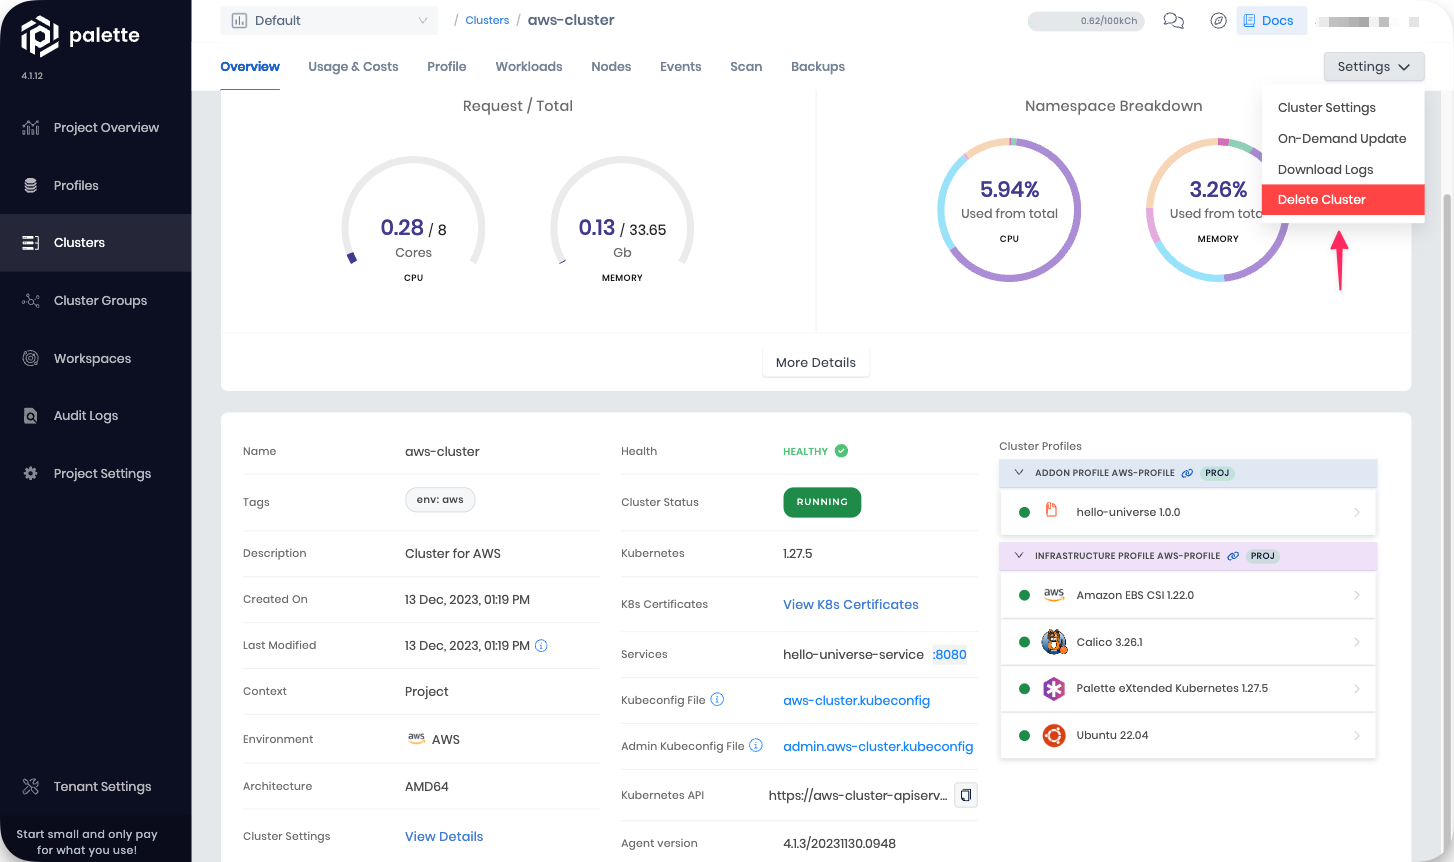 palette
4.1.12
Project Overview
Profiles
Clusters
Cluster Groups
Workspaces
Audit Logs
Project Settings
Tenant Settings
Start small and only pay
for what you use!
Default
/ Clusters / aws-cluster
0.62/100kCh
Docs
Overview
Usage & Costs
Profile
Workloads
Nodes
Events
Scan
Backups
Settings
Cluster Settings
On-Demand Update
Download Logs
Delete Cluster
Request / Total
0.28 / 8
Cores
CPU
0.13 / 33.65
Gb
MEMORY
Namespace Breakdown
5.94%
Used from total
CPU
3.26%
Used from tota
MEMORY
More Details
Name aws-cluster
Tags env: aws
Description Cluster for AWS
Created On 13 Dec, 2023, 01:19 PM
Last Modified 13 Dec, 2023, 01:19 PM
Context Project
Environment aws AWS
Architecture AMD64
Cluster Settings View Details
Health HEALTHY
Cluster Status RUNNING
Kubernetes 1.27.5
K8s Certificates View K8s Certificates
Services hello-universe-service :8080
Kubeconfig File aws-cluster.kubeconfig
Admin Kubeconfig File admin.aws-cluster.kubeconfig
Kubernetes API https://aws-cluster-apiserv...
Agent version 4.1.3/20231130.0948
Cluster Profiles
ADDON PROFILE AWS-PROFILE PROJ
hello-universe 1.0.0
INFRASTRUCTURE PROFILE AWS-PROFILE PROJ
aws Amazon EBS CSI 1.22.0
Calico 3.26.1
Palette eXtended Kubernetes 1.27.5
Ubuntu 22.04